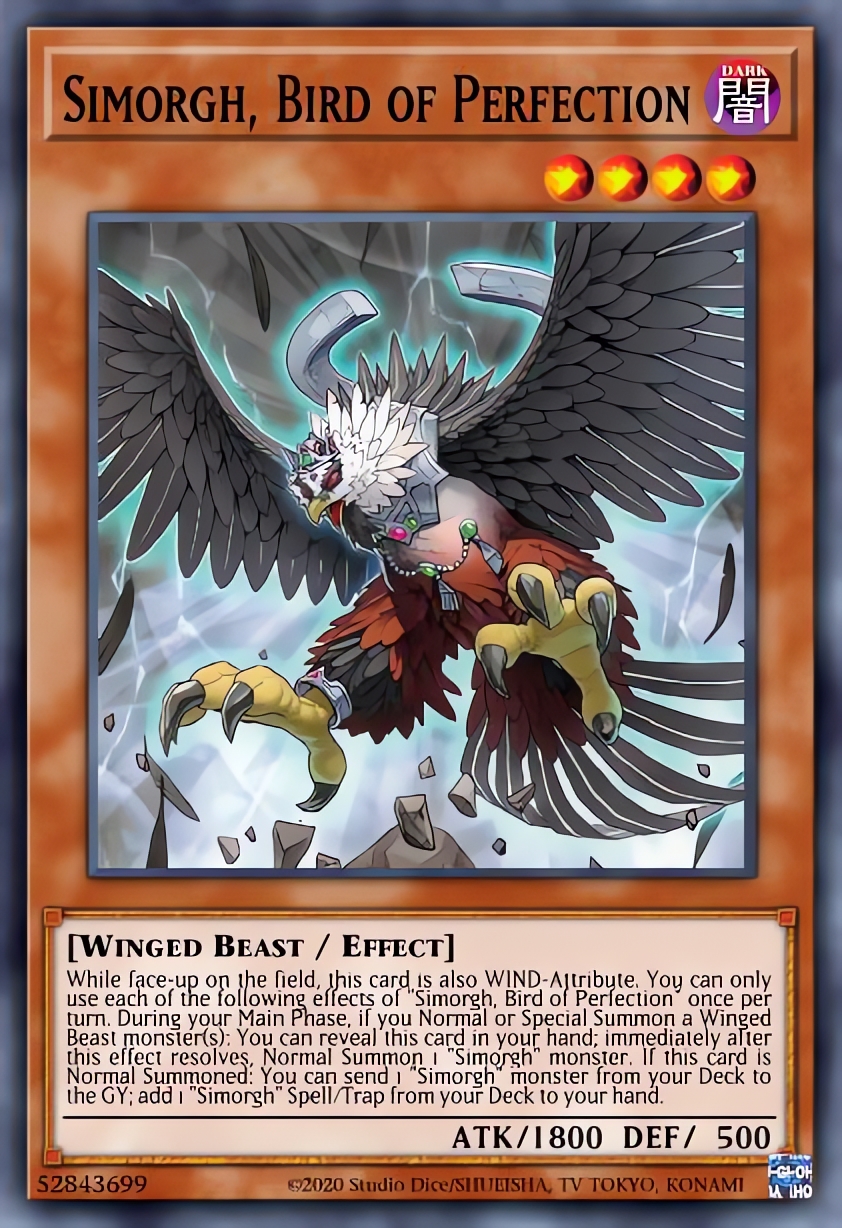 SIMORGH, BIRD OF PERFECTION
DARK
闇
[WINGED BEAST / EFFECT]
While face-up on the field, this card is also WIND-Attribute. You can only
use each of the following effects of "Simorgh, Bird of Perfection" once per
turn. During your Main Phase, if you Normal or Special Summon a Winged
Beast monster(s): You can reveal this card in your hand; immediately after
this effect resolves, Normal Summon 1 "Simorgh" monster. If this card is
Normal Summoned: You can send 1 "Simorgh" monster from your Deck to
the GY; add 1 "Simorgh" Spell/Trap from your Deck to your hand.
ATK/1800 DEF/ 500
52843699
©2020 Studio Dice/SHUEISHA, TV TOKYO, KONAMI